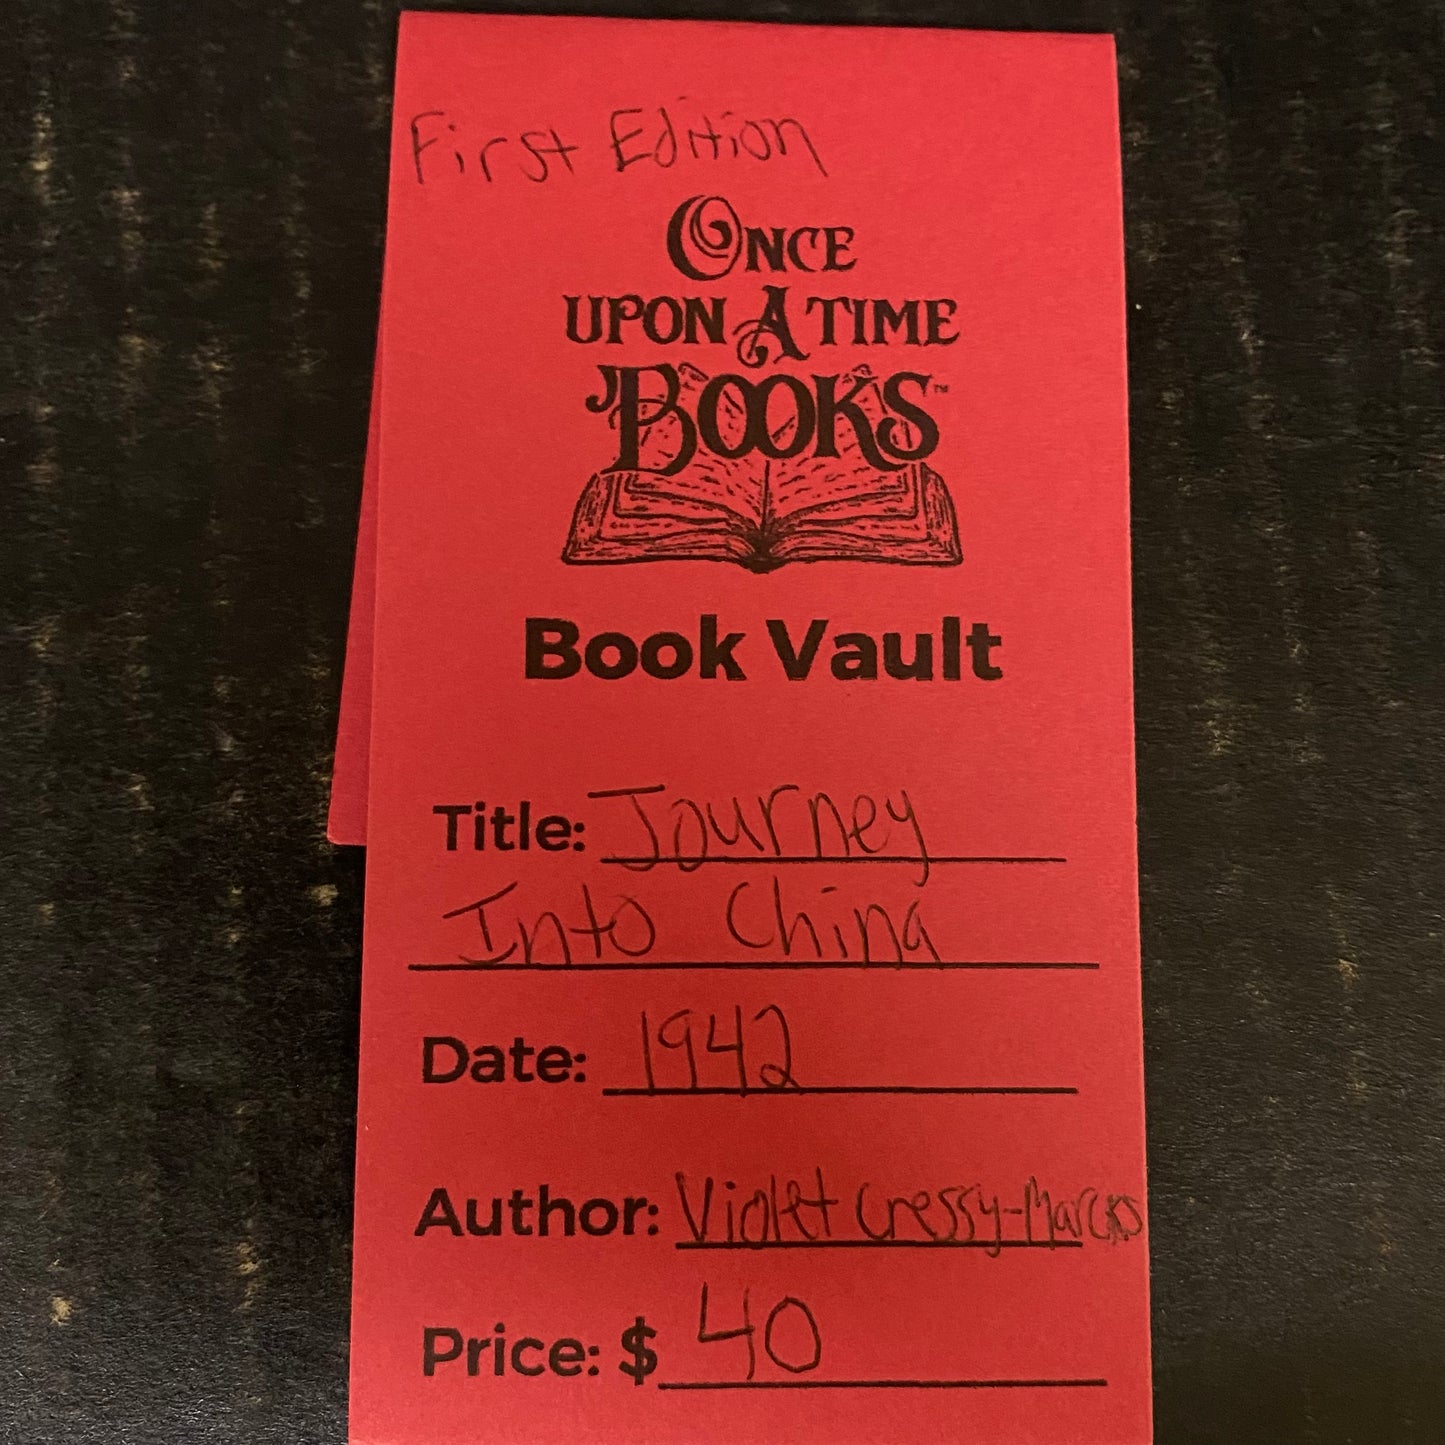 First Edition
ONCE
UPON A TIME
BOOKS™
Book Vault
Title: Journey
Into China
Date: 1942
Author: Violet Cressy-Marcks
Price: $ 40